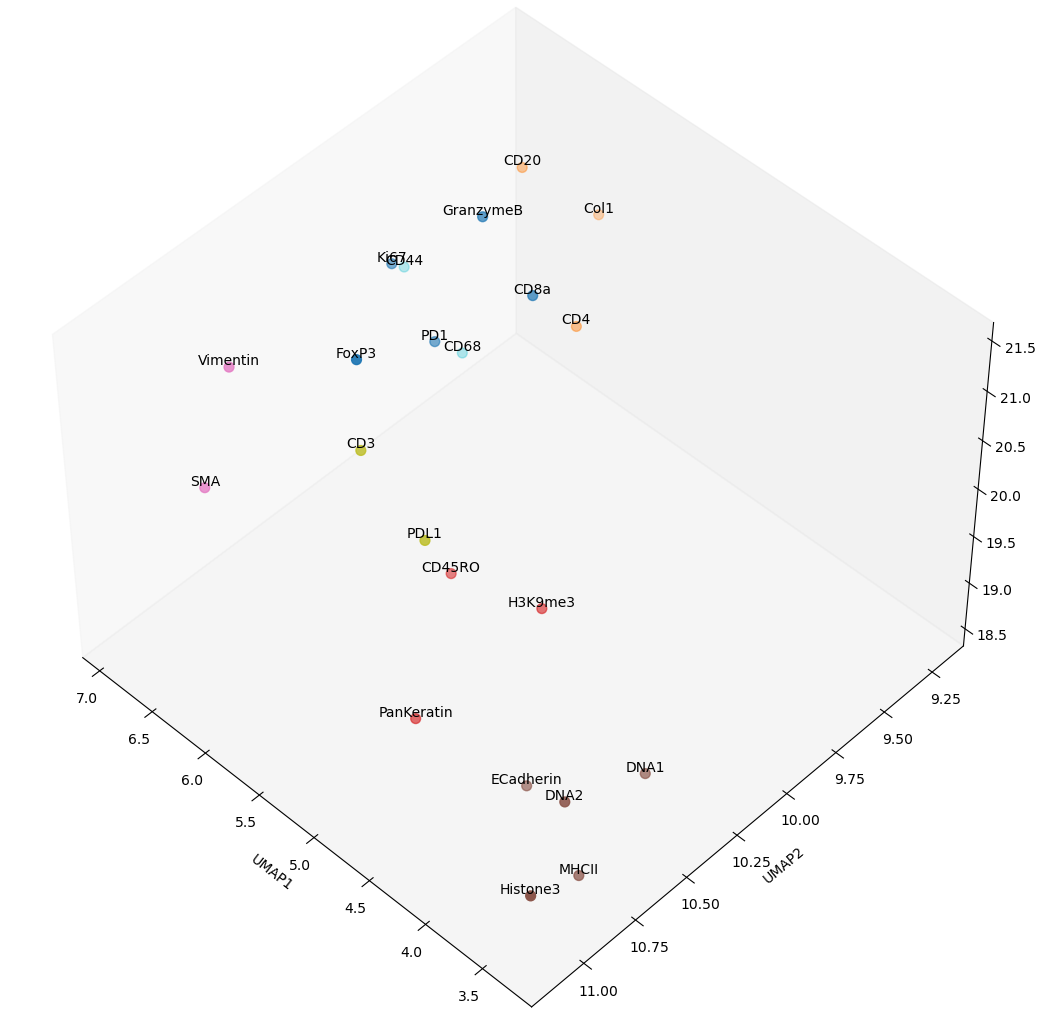 CD20
Col1
GranzymeB
Ki67
CD44
CD8a
CD4
PD1
CD68
FoxP3
Vimentin
CD3
SMA
PDL1
CD45RO
H3K9me3
PanKeratin
DNA1
ECadherin
DNA2
MHCII
Histone3
21.5
21.0
20.5
20.0
19.5
19.0
18.5
7.0
6.5
6.0
5.5
5.0
4.5
4.0
3.5
UMAP1
9.25
9.50
9.75
10.00
10.25
10.50
10.75
11.00
UMAP2